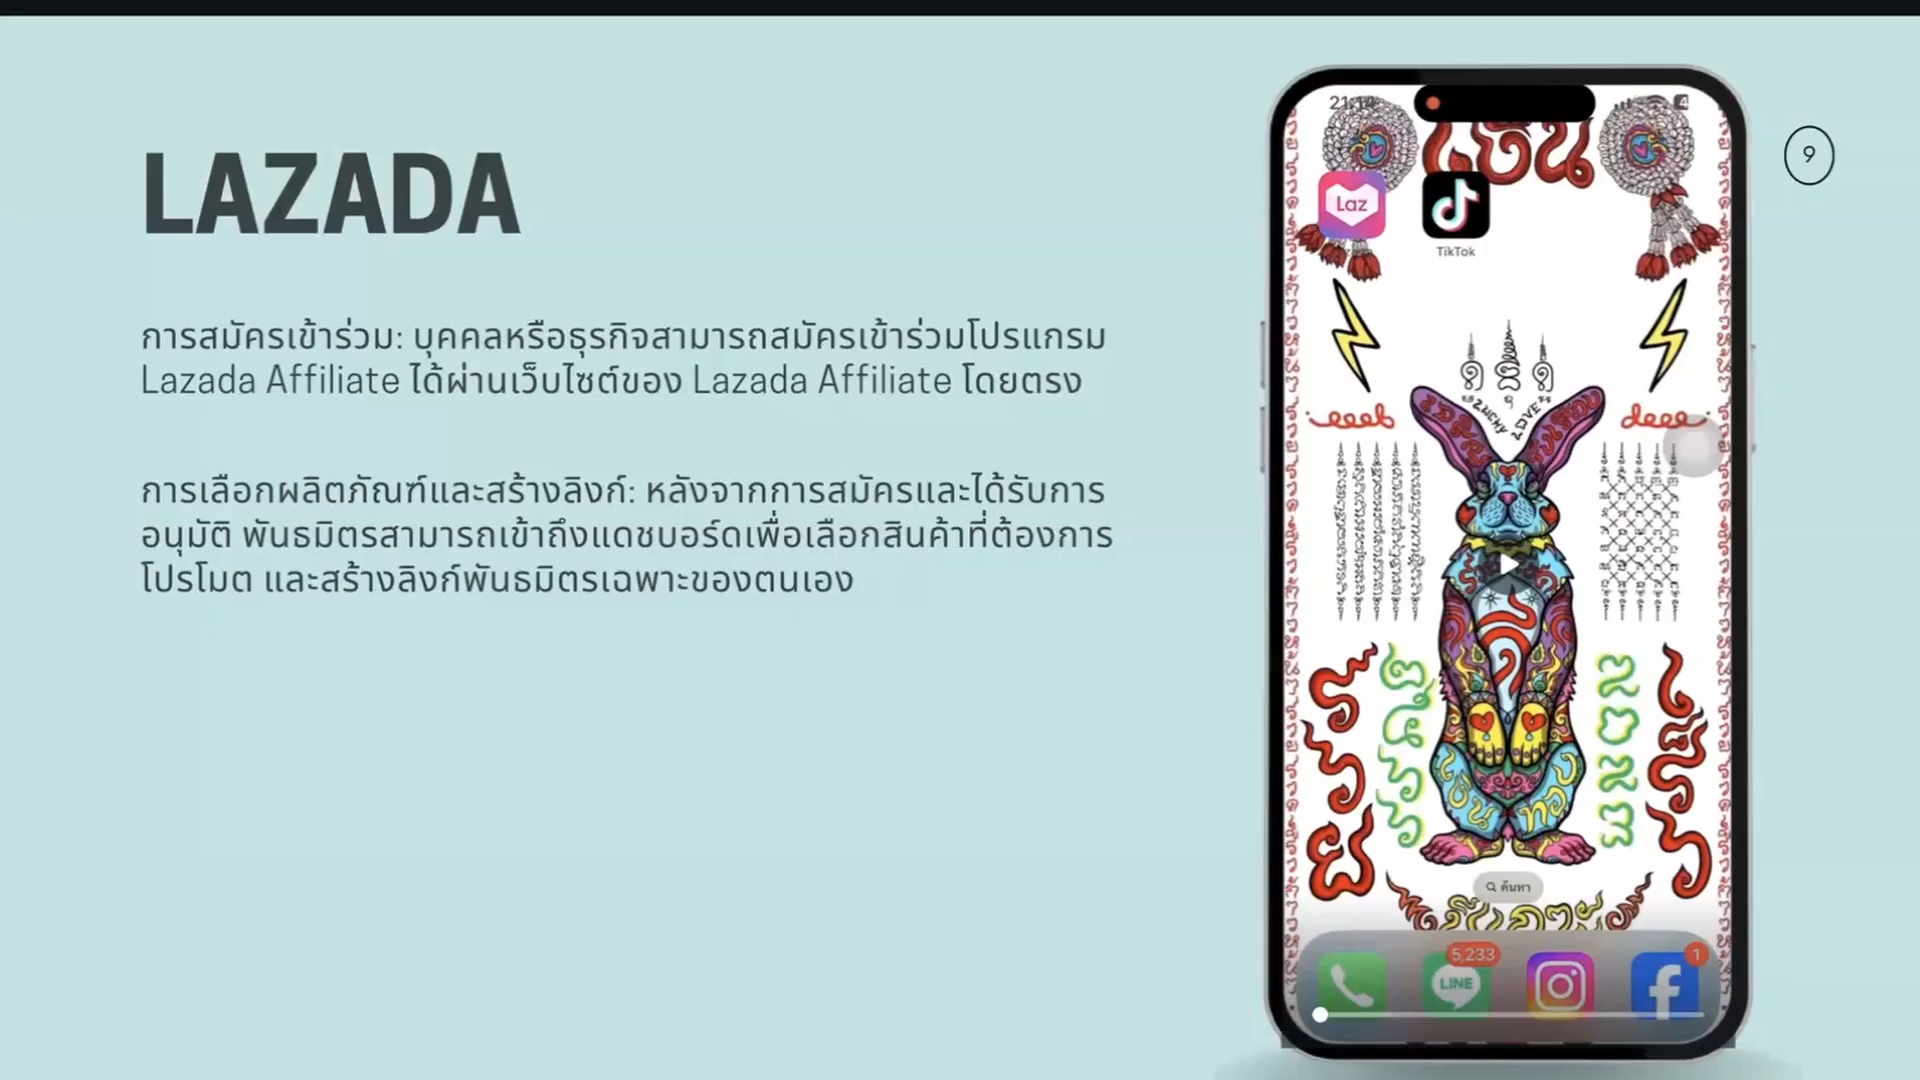 LAZADA
9
การสมัครเข้าร่วม: บุคคลหรือธุรกิจสามารถสมัครเข้าร่วมโปรแกรม
Lazada Affiliate ได้ผ่านเว็บไซต์ของ Lazada Affiliate โดยตรง
การเลือกผลิตภัณฑ์และสร้างลิงก์: หลังจากการสมัครและได้รับการ
อนุมัติ พันธมิตรสามารถเข้าถึงแดชบอร์ดเพื่อเลือกสินค้าที่ต้องการ
โปรโมต และสร้างลิงก์พันธมิตรเฉพาะของตนเอง
21:14
เงิน
Laz
TikTok
LUCKY
LOVE
ค้นหา
5,233
LINE
1